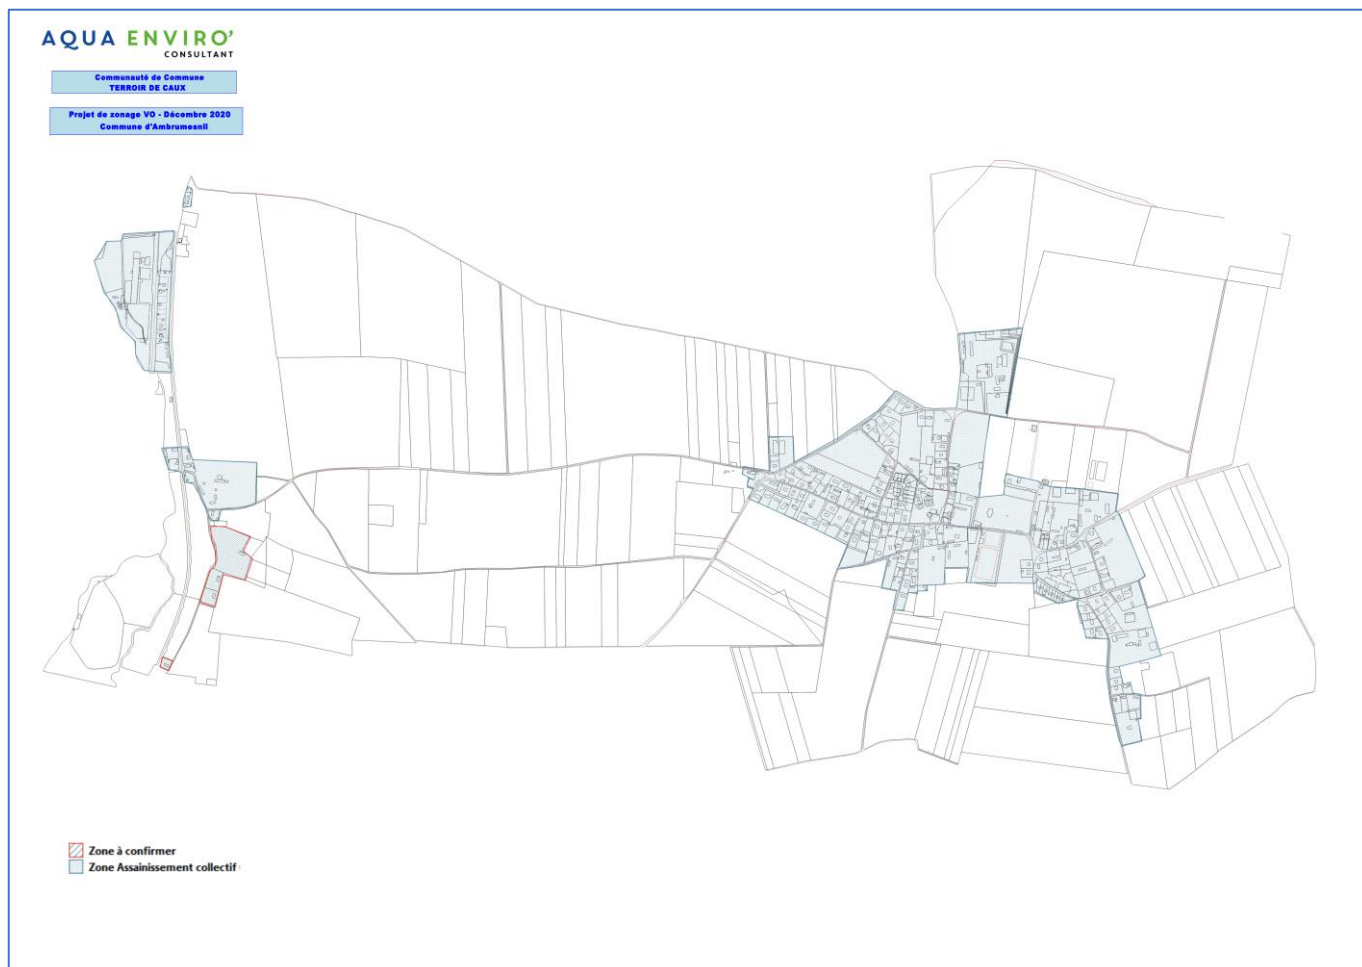 AQUA ENVIRO’
CONSULTANT
Communauté de Commune
TERROIR DE CAUX
Projet de zonage VO - Décembre 2020
Commune d'Ambrumesnil
Zone à confirmer
Zone Assainissement collectif